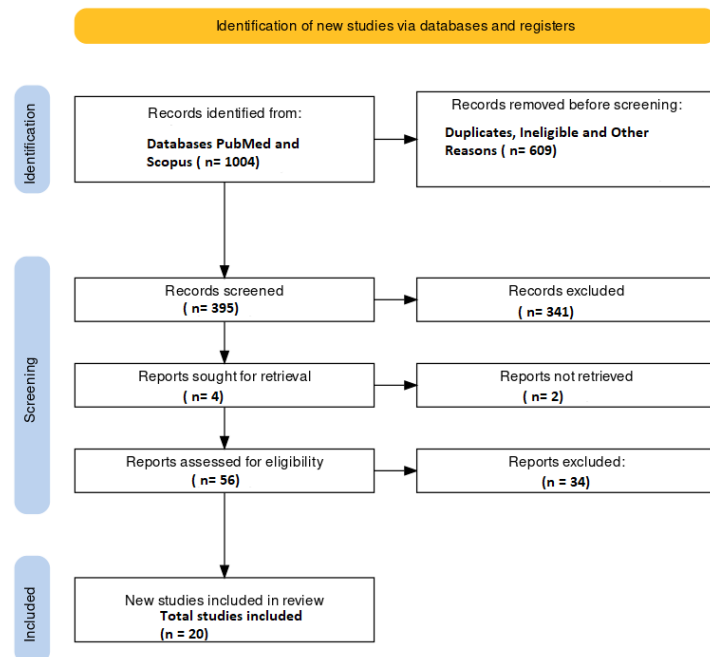 Identification of new studies via databases and registers
Identification
Records identified from:
Databases PubMed and
Scopus ( n= 1004)
Records removed before screening:
Duplicates, Ineligible and Other
Reasons ( n= 609)
Screening
Records screened
( n= 395)
Records excluded
( n= 341)
Reports sought for retrieval
( n= 4)
Reports not retrieved
( n= 2)
Reports assessed for eligibility
( n= 56)
Reports excluded:
(n = 34)
Included
New studies included in review
Total studies included
(n = 20)